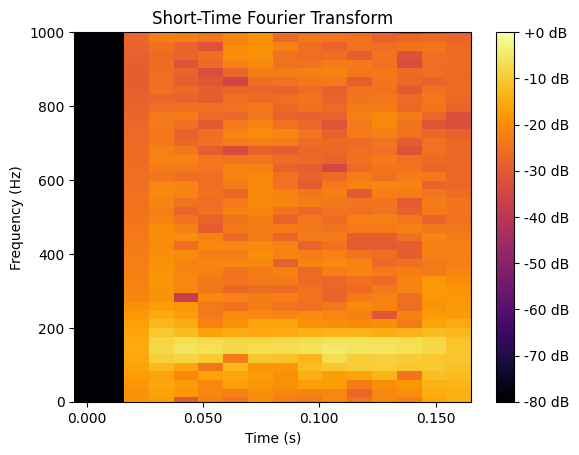 Short-Time Fourier Transform
Frequency (Hz)
1000
800
600
400
200
0
0.000
0.050
0.100
0.150
Time (s)
+0 dB
-10 dB
-20 dB
-30 dB
-40 dB
-50 dB
-60 dB
-70 dB
-80 dB